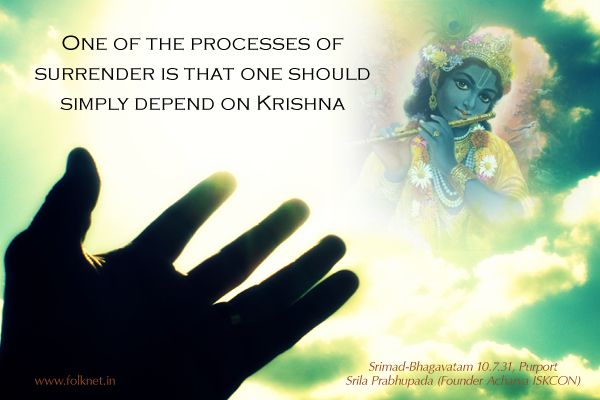 One of the processes of
surrender is that one should
simply depend on Krishna
Srimad-Bhagavatam 10.7.31, Purport
Srila Prabhupada (Founder Acharya ISKCON)
www.folknet.in